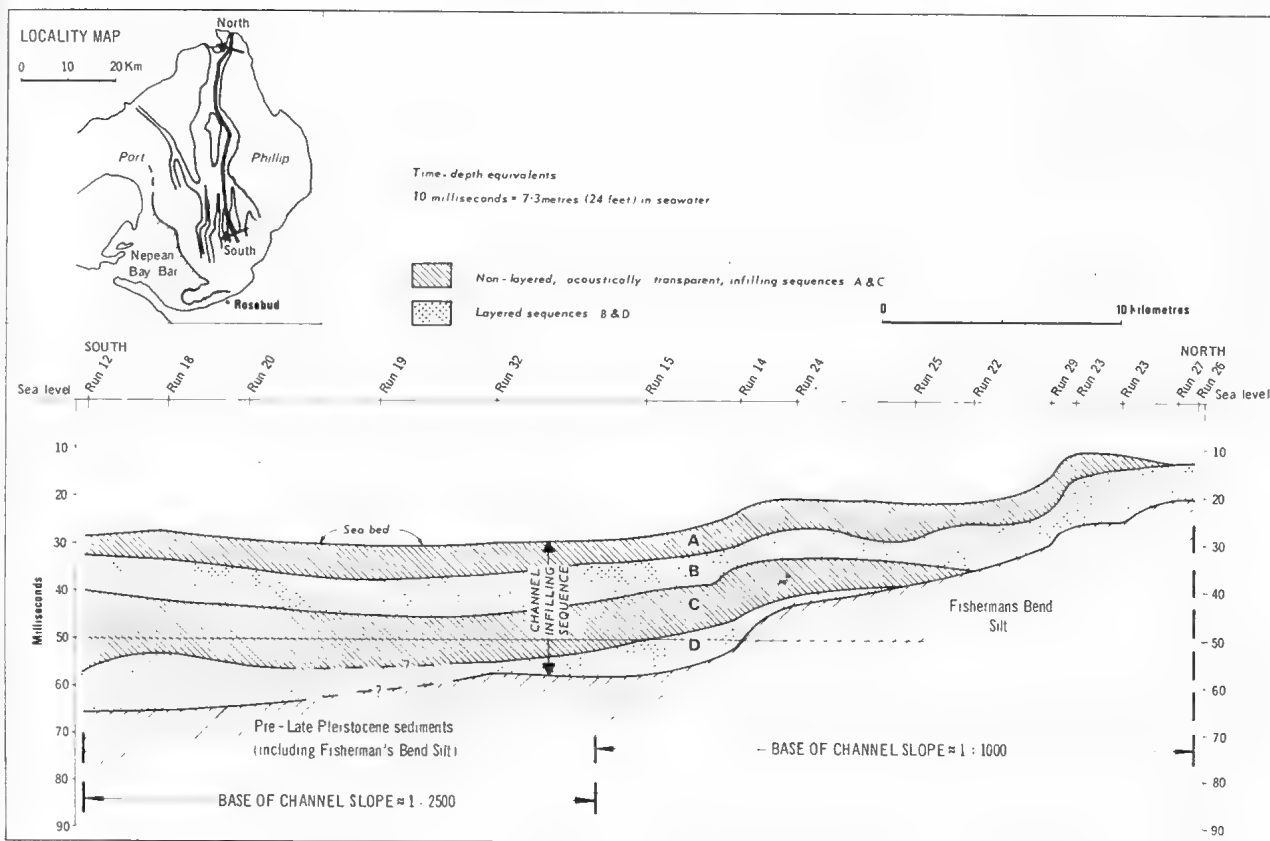 LOCALITY MAP
North
0 10 20 Km
Port
Phillip
Nepean
Bay Bar
South
Rosebud
Time-depth equivalents
10 milliseconds = 7·3metres (24 feet) in seawater
Non-layered, acoustically transparent, infilling sequences A & C
Layered sequences B & D
0 10 kilometres
SOUTH
NORTH
Sea level
Run 12
Run 18
Run 20
Run 19
Run 32
Run 15
Run 14
Run 24
Run 25
Run 22
Run 29
Run 23
Run 23
Run 27
Run 26
Sea level
Milliseconds
10
20
30
40
50
60
70
80
90
Sea bed
A
B
C
D
CHANNEL
INFILLING
SEQUENCE
?
?
Fishermans Bend
Silt
Pre-Late Pleistocene sediments
(including Fisherman's Bend Silt)
BASE OF CHANNEL SLOPE ≈ 1 · 2500
BASE OF CHANNEL SLOPE ≈ 1 : 1000
10
20
30
40
50
60
70
80
90